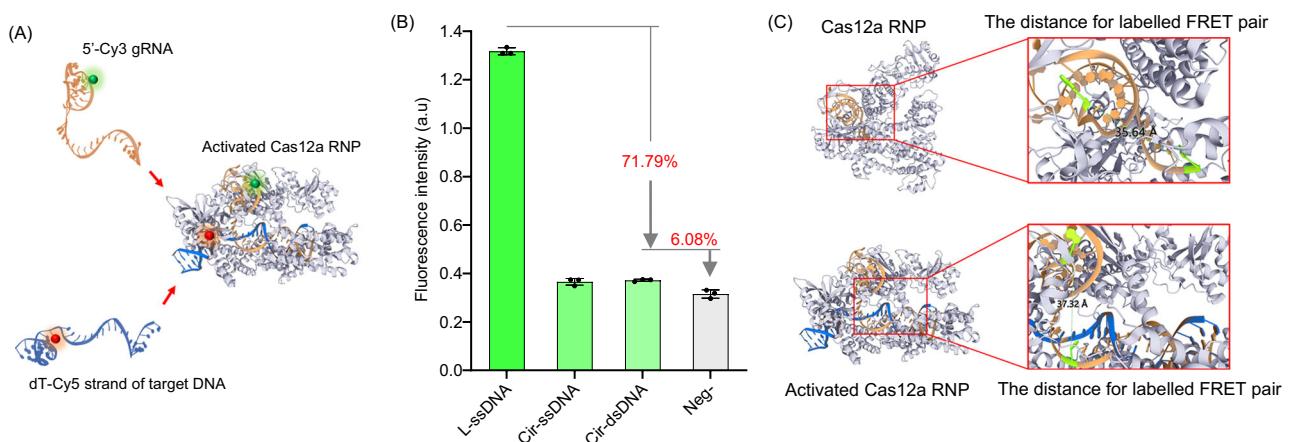 (A)
5'-Cy3 gRNA
Activated Cas12a RNP
dT-Cy5 strand of target DNA
(B)
Fluorescence intensity (a.u)
1.4
1.2
1.0
0.8
0.6
0.4
0.2
0.0
71.79%
6.08%
L-ssDNA
Cir-ssDNA
Cir-dsDNA
Neg-
(C)
Cas12a RNP
The distance for labelled FRET pair
35.64 Å
37.32 Å
Activated Cas12a RNP
The distance for labelled FRET pair